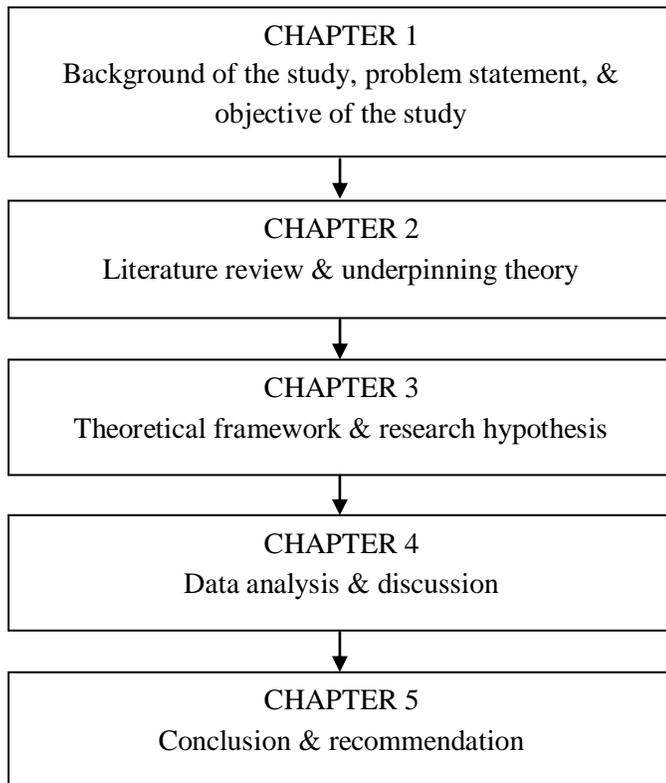 CHAPTER 1
Background of the study, problem statement, &
objective of the study
CHAPTER 2
Literature review & underpinning theory
CHAPTER 3
Theoretical framework & research hypothesis
CHAPTER 4
Data analysis & discussion
CHAPTER 5
Conclusion & recommendation